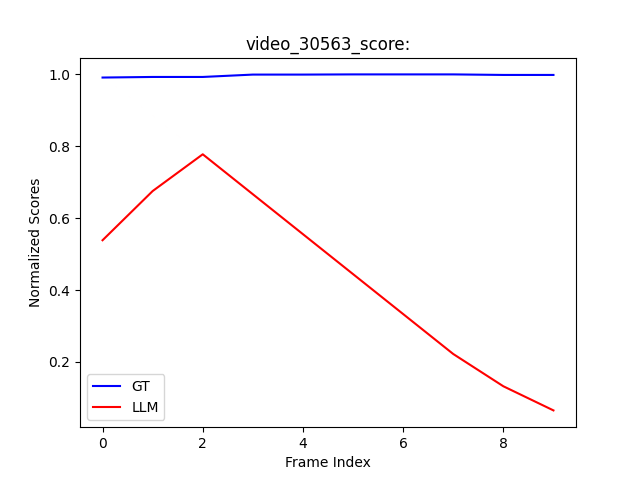 video_30563_score:
Normalized Scores
1.0
0.8
0.6
0.4
0.2
GT
LLM
0 2 4 6 8
Frame Index